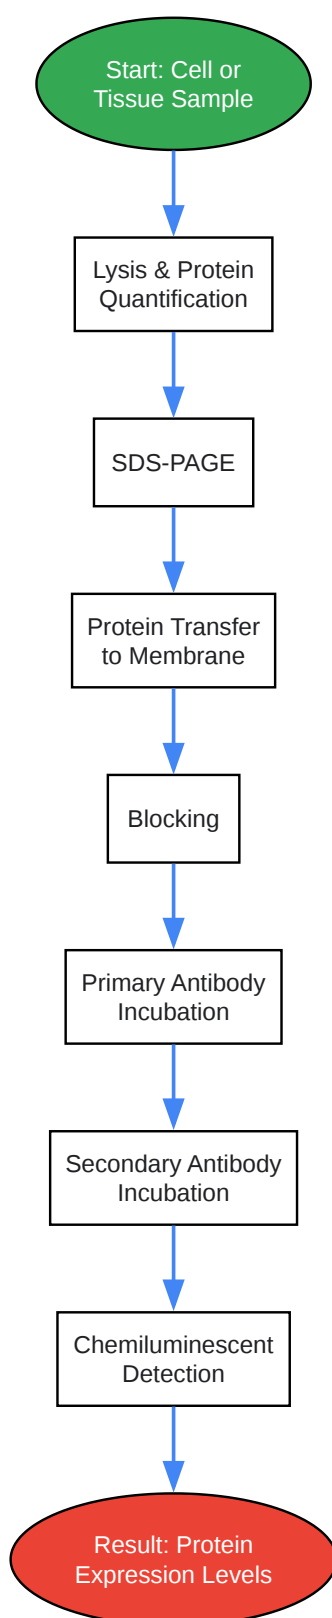 Start: Cell or
Tissue Sample
Lysis & Protein
Quantification
SDS-PAGE
Protein Transfer
to Membrane
Blocking
Primary Antibody
Incubation
Secondary Antibody
Incubation
Chemiluminescent
Detection
Result: Protein
Expression Levels